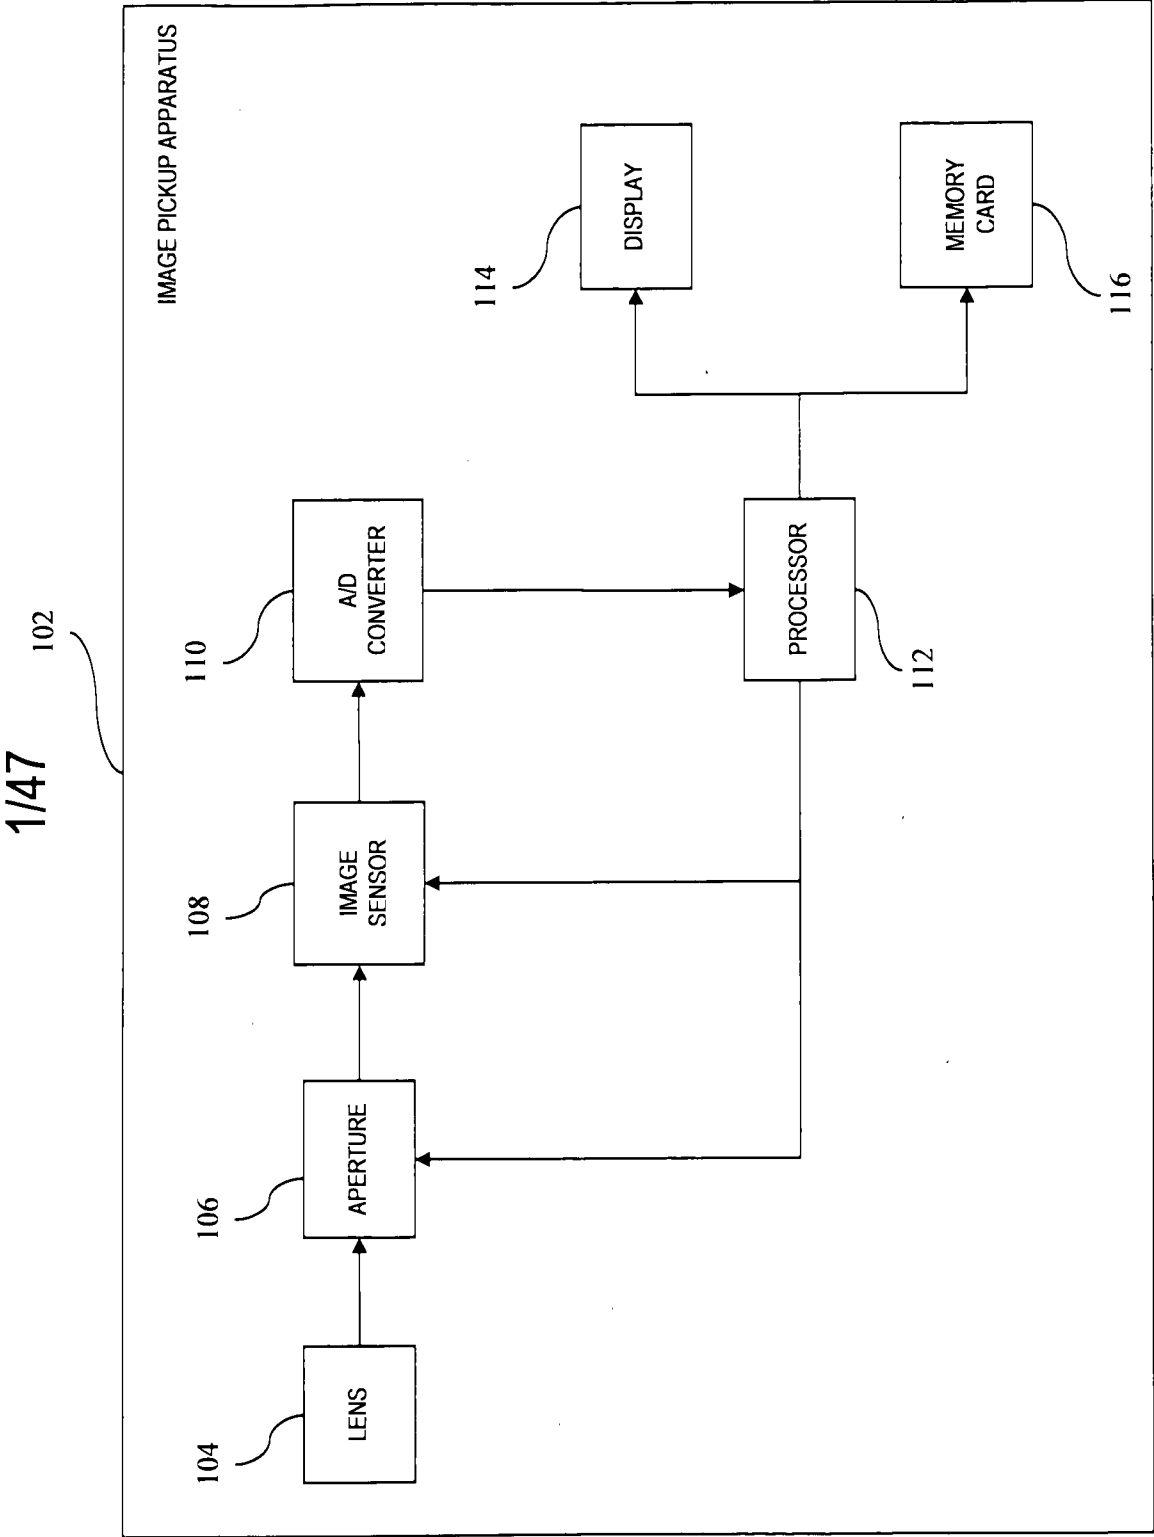 1/47
102
IMAGE PICKUP APPARATUS
104
106
108
110
LENS
APERTURE
IMAGE
SENSOR
A/D
CONVERTER
114
DISPLAY
PROCESSOR
112
MEMORY
CARD
116